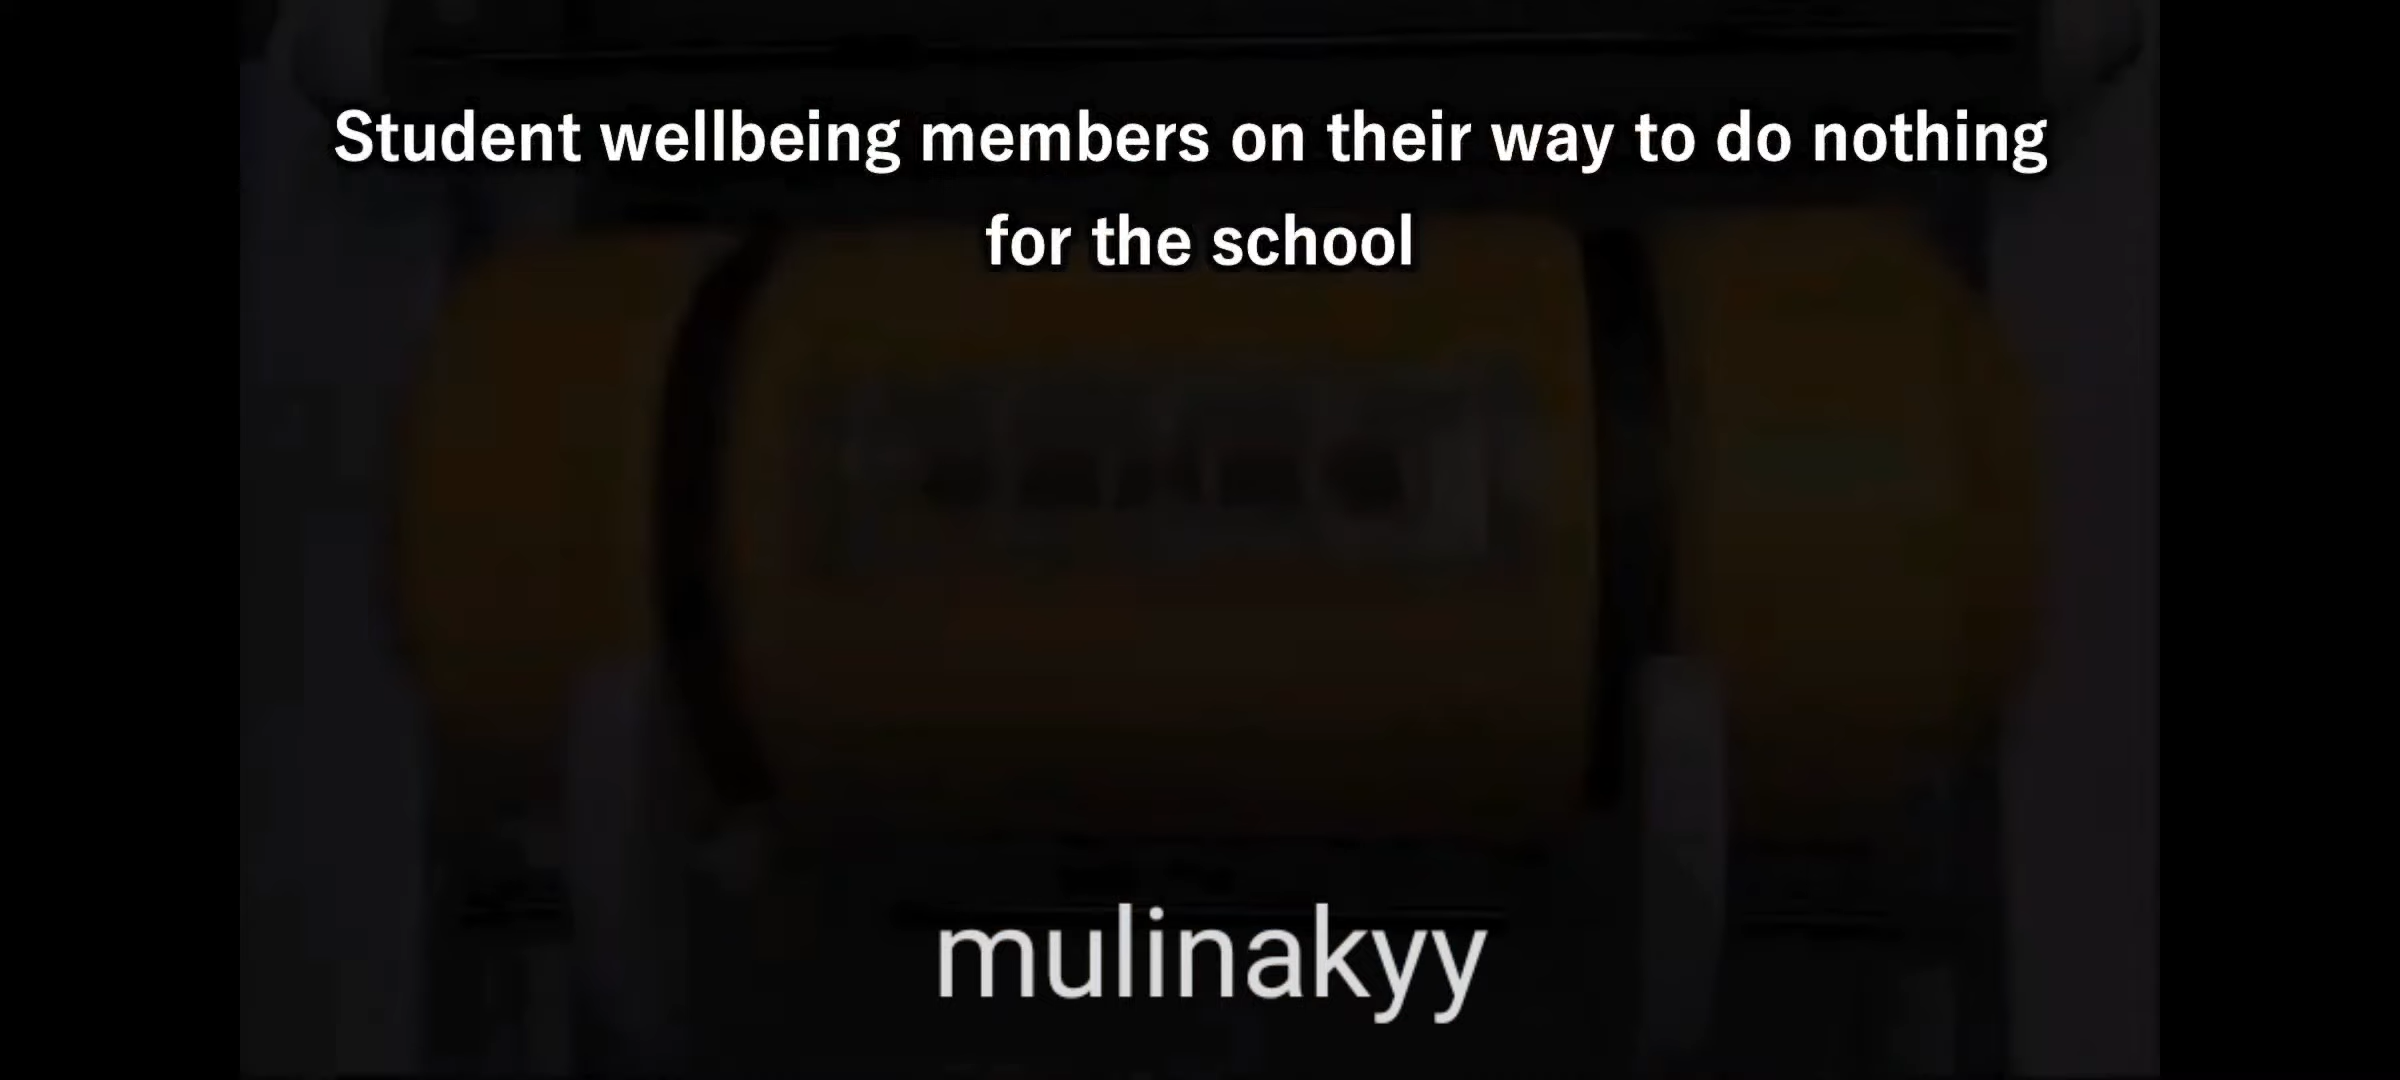 Student wellbeing members on their way to do nothing
for the school
mulinakyy